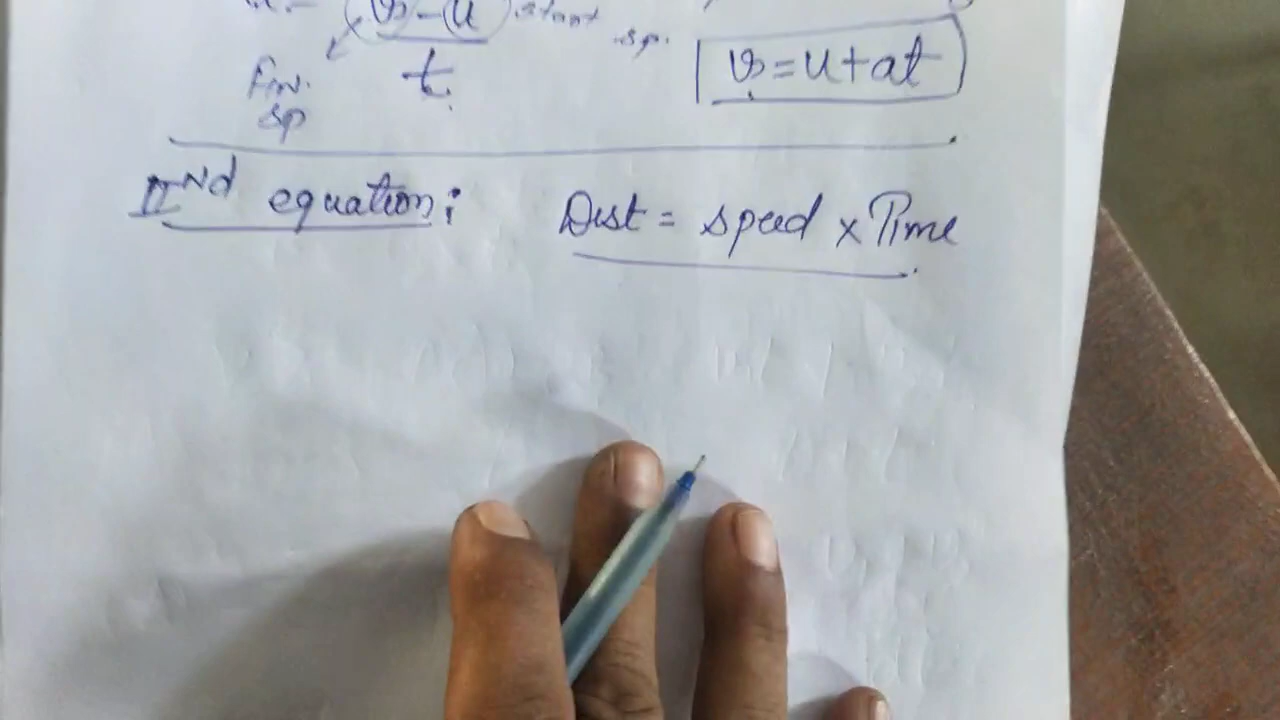 v-u start
sp.
t
v=u+at
Fin.
sp
IInd equation:
Dist = speed x Time